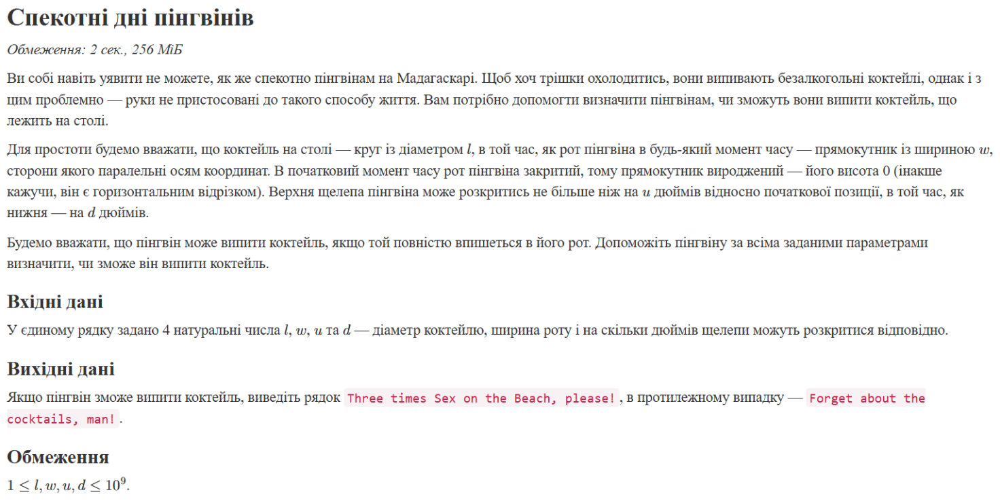 Спекотні дні пінгвінів
Обмеження: 2 сек., 256 МіБ
Ви собі навіть уявити не можете, як же спекотно пінгвінам на Мадагаскарі. Щоб хоч трішки охолодитись, вони випивають безалкогольні коктейлі, однак і з
цим проблемно — руки не пристосовані до такого способу життя. Вам потрібно допомогти визначити пінгвінам, чи зможуть вони випити коктейль, що
лежить на столі.
Для простоти будемо вважати, що коктейль на столі — круг із діаметром l, в той час, як рот пінгвіна в будь-який момент часу — прямокутник із шириною w,
сторони якого паралельні осям координат. В початковий момент часу рот пінгвіна закритий, тому прямокутник вироджений — його висота 0 (інакше
кажучи, він є горизонтальним відрізком). Верхня щелепа пінгвіна може розкритись не більше ніж на u дюймів відносно початкової позиції, в той час, як
нижня — на d дюймів.
Будемо вважати, що пінгвін може випити коктейль, якщо той повністю впишеться в його рот. Допоможіть пінгвіну за всіма заданими параметрами
визначити, чи зможе він випити коктейль.
Вхідні дані
У єдиному рядку задано 4 натуральні числа l, w, u та d — діаметр коктейлю, ширина роту і на скільки дюймів щелепи можуть розкритися відповідно.
Вихідні дані
Якщо пінгвін зможе випити коктейль, виведіть рядок Three times Sex on the Beach, please!, в протилежному випадку — Forget about the
cocktails, man!.
Обмеження
1 ≤ l, w, u, d ≤ 10⁹.